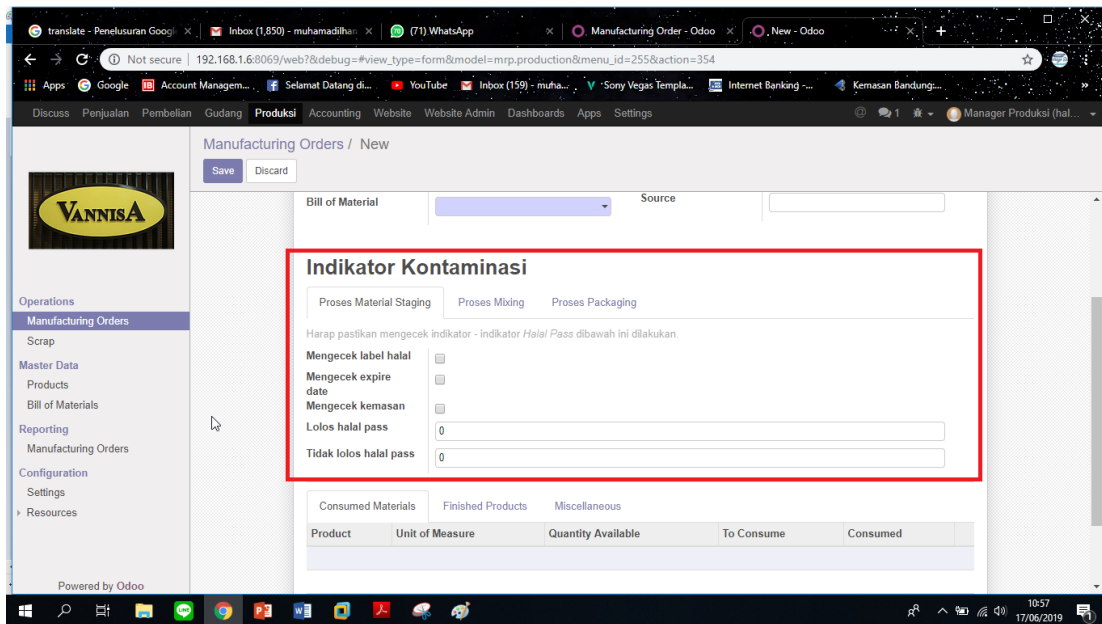 translate - Penelusuran Googl
Inbox (1,850) - muhamadilhan
(71) WhatsApp
Manufacturing Order - Odoo
New - Odoo
Not secure | 192.168.1.6:8069/web?&debug=#view_type=form&model=mrp.production&menu_id=255&action=354
Apps Google Account Managem... Selamat Datang di... YouTube Inbox (159) - muha... Sony Vegas Templa... Internet Banking -... Kemasan Bandung:... »
Discuss Penjualan Pembelian Gudang Produksi Accounting Website Website Admin Dashboards Apps Settings @ 1 Manager Produksi (hal...
Manufacturing Orders / New
Save Discard
VANNISA
Bill of Material Source
Indikator Kontaminasi
Proses Material Staging Proses Mixing Proses Packaging
Harap pastikan mengecek indikator - indikator Halal Pass dibawah ini dilakukan.
Mengecek label halal
Mengecek expire
date
Mengecek kemasan
Lolos halal pass 0
Tidak lolos halal pass 0
Operations
Manufacturing Orders
Scrap
Master Data
Products
Bill of Materials
Reporting
Manufacturing Orders
Configuration
Settings
Resources
Consumed Materials Finished Products Miscellaneous
Product Unit of Measure Quantity Available To Consume Consumed
Powered by Odoo
10:57
17/06/2019